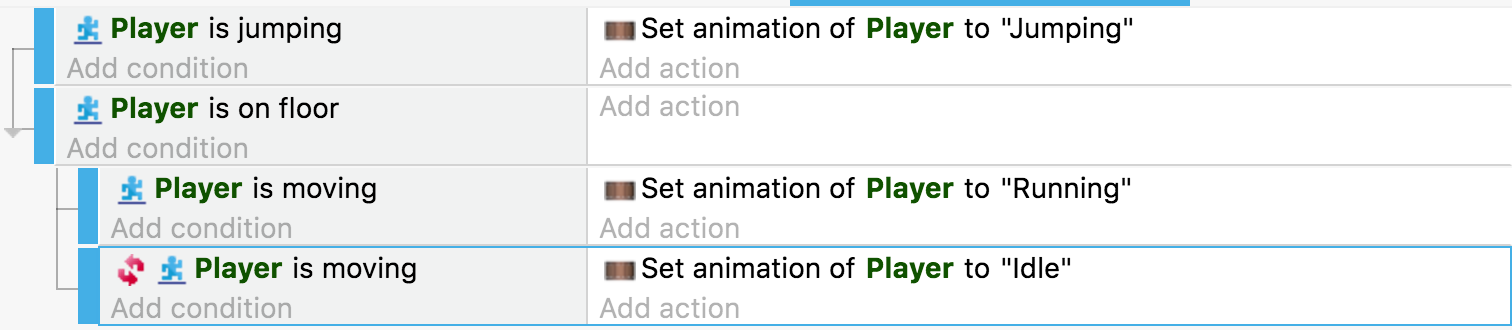 Player is jumping
Set animation of Player to "Jumping"
Add condition
Add action
Player is on floor
Add action
Add condition
Player is moving
Set animation of Player to "Running"
Add condition
Add action
Player is moving
Set animation of Player to "Idle"
Add condition
Add action